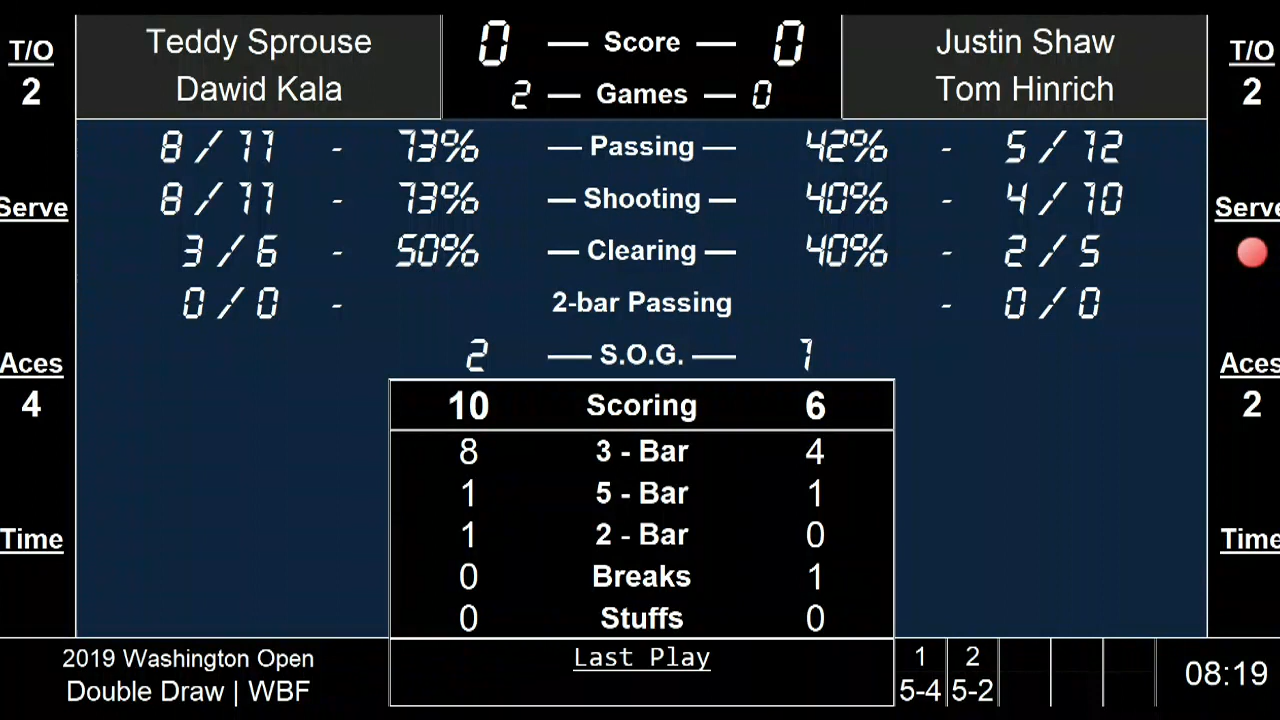 T/O
2
Teddy Sprouse
Dawid Kala
0 — Score — 0
2 — Games — 0
Justin Shaw
Tom Hinrich
T/O
2
8 / 11 - 73% — Passing — 42% - 5 / 12
8 / 11 - 73% — Shooting — 40% - 4 / 10
Serve
Serve
3 / 6 - 50% — Clearing — 40% - 2 / 5
0 / 0 - 2-bar Passing - 0 / 0
2 — S.O.G. — 1
Aces
4
Aces
2
10 Scoring 6
8 3 - Bar 4
1 5 - Bar 1
1 2 - Bar 0
0 Breaks 1
0 Stuffs 0
Time
Time
2019 Washington Open
Double Draw | WBF
Last Play
1 2
5-4 5-2
08:19